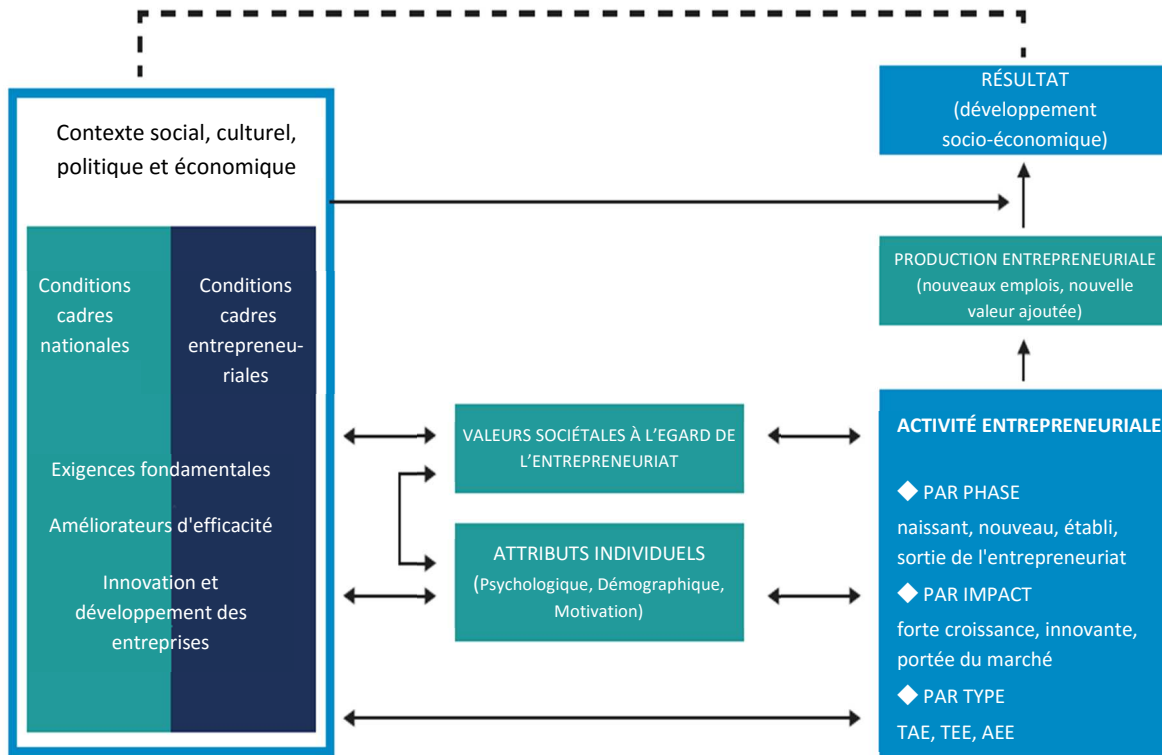 Contexte social, culturel,
politique et économique
Conditions
cadres
nationales
Conditions
cadres
entrepreneu-
riales
Exigences fondamentales
Améliorateurs d'efficacité
Innovation et
développement des
entreprises
VALEURS SOCIÉTALES À L'EGARD DE
L'ENTREPRENEURIAT
ATTRIBUTS INDIVIDUELS
(Psychologique, Démographique,
Motivation)
RÉSULTAT
(développement
socio-économique)
PRODUCTION ENTREPRENEURIALE
(nouveaux emplois, nouvelle
valeur ajoutée)
ACTIVITÉ ENTREPRENEURIALE
◆ PAR PHASE
naissant, nouveau, établi,
sortie de l'entrepreneuriat
◆ PAR IMPACT
forte croissance, innovante,
portée du marché
◆ PAR TYPE
TAE, TEE, AEE